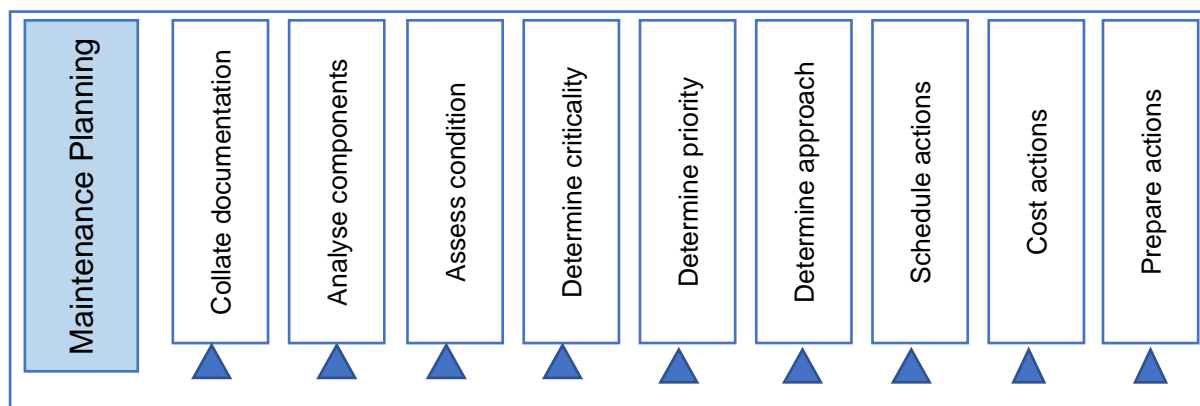 Maintenance Planning
Collate documentation
Analyse components
Assess condition
Determine criticality
Determine priority
Determine approach
Schedule actions
Cost actions
Prepare actions